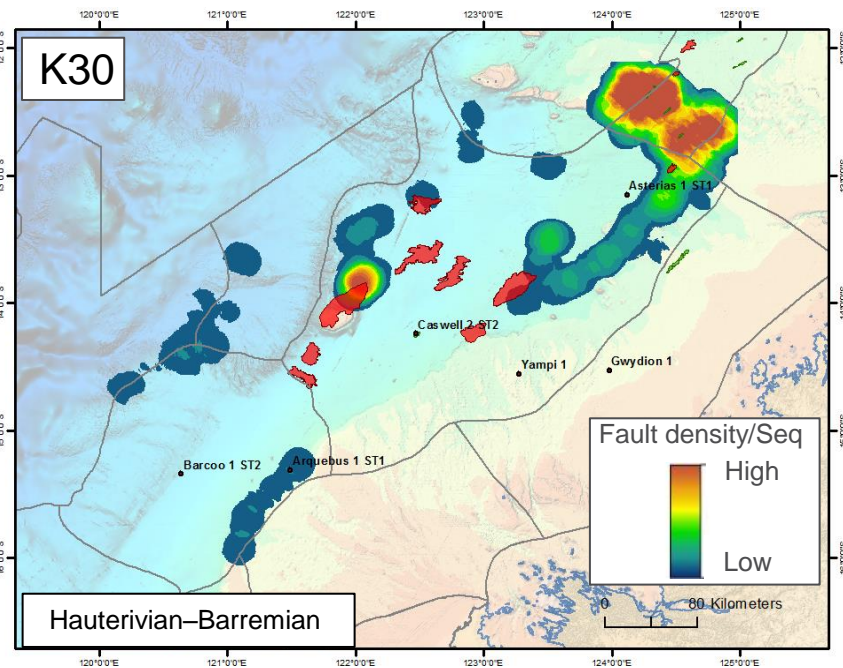 120°0'0"E 121°0'0"E 122°0'0"E 123°0'0"E 124°0'0"E 125°0'0"E
K30
Asterias 1 ST1
Caswell 2 ST2
Yampi 1
Gwydion 1
Barcoo 1 ST2
Arquebus 1 ST1
Fault density/Seq
High
Low
0 80 Kilometers
Hauterivian–Barremian
120°0'0"E 121°0'0"E 122°0'0"E 123°0'0"E 124°0'0"E 125°0'0"E